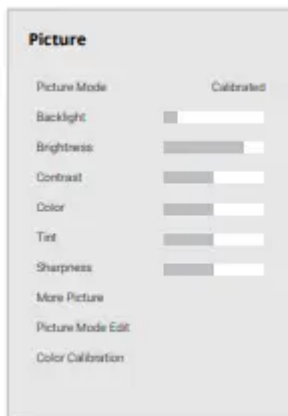 Picture
Picture Mode Calibrated
Backlight
Brightness
Contrast
Color
Tint
Sharpness
More Picture
Picture Mode Edit
Color Calibration